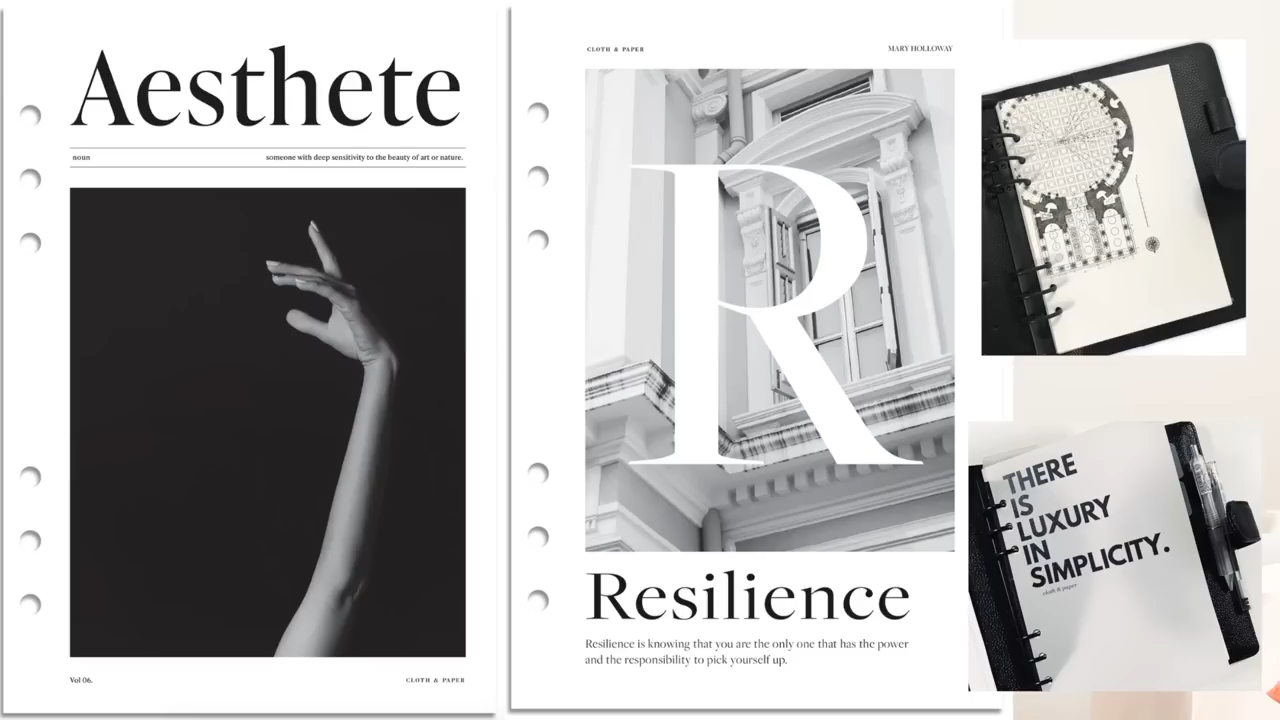 Aesthete
noun someone with deep sensitivity to the beauty of art or nature.
Vol 06. CLOTH & PAPER
CLOTH & PAPER MARY HOLLOWAY
R
Resilience
Resilience is knowing that you are the only one that has the power
and the responsibility to pick yourself up.
THERE
IS
LUXURY
IN
SIMPLICITY.
cloth & paper